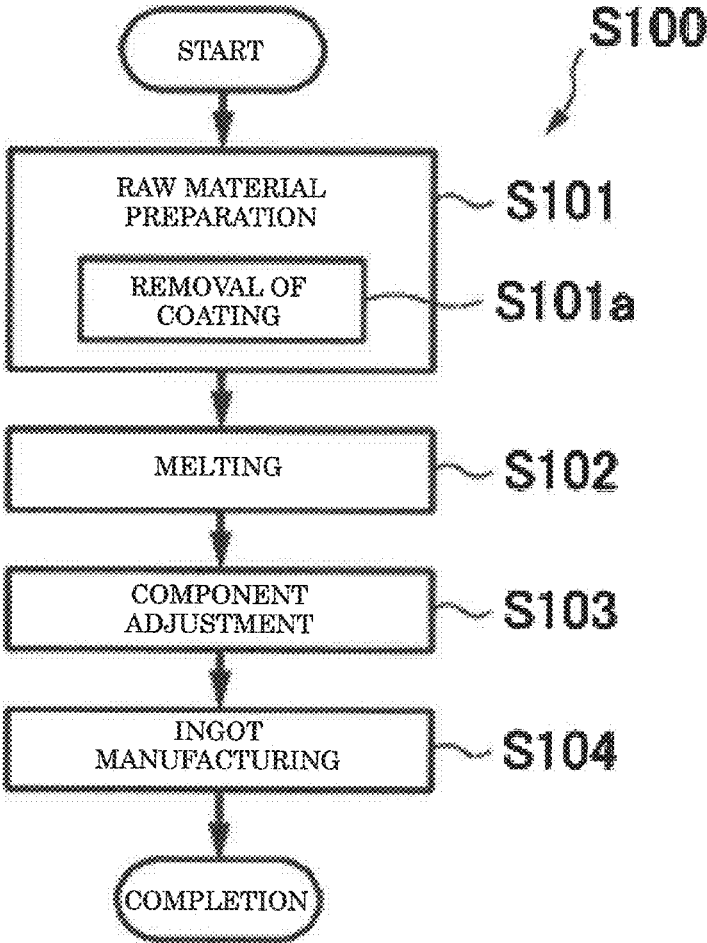 START
S100
RAW MATERIAL
PREPARATION
S101
REMOVAL OF
COATING
S101a
MELTING
S102
COMPONENT
ADJUSTMENT
S103
INGOT
MANUFACTURING
S104
COMPLETION